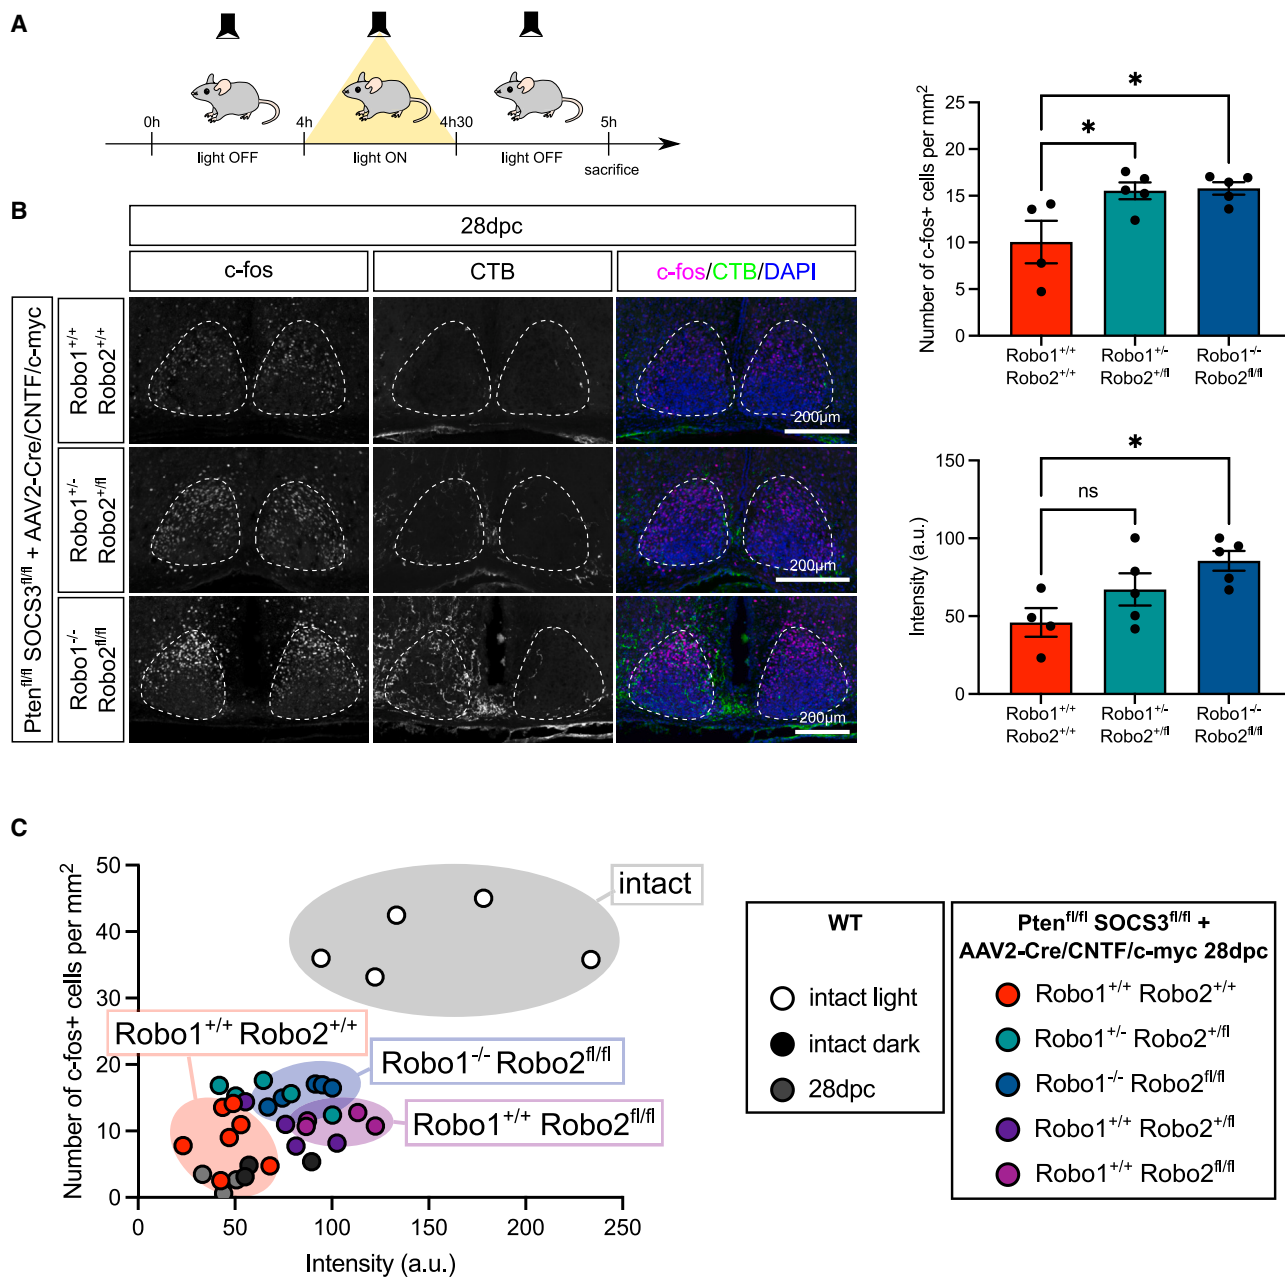 A
0h
4h
4h30
5h
light OFF
light ON
light OFF
sacrifice
B
28dpc
c-fos
CTB
c-fos/CTB/DAPI
Pten^fl/fl SOCS3^fl/fl + AAV2-Cre/CNTF/c-myc
Robo1^+/+
Robo2^+/+
200µm
Robo1^+/-
Robo2^+/fl
200µm
Robo1^-/-
Robo2^fl/fl
200µm
Number of c-fos+ cells per mm²
25
20
15
10
5
0
*
*
Robo1^+/+
Robo2^+/+
Robo1^+/-
Robo2^+/fl
Robo1^-/-
Robo2^fl/fl
Intensity (a.u.)
150
100
50
0
*
ns
Robo1^+/+
Robo2^+/+
Robo1^+/-
Robo2^+/fl
Robo1^-/-
Robo2^fl/fl
C
Number of c-fos+ cells per mm²
50
40
30
20
10
0
intact
Robo1^+/+ Robo2^+/+
Robo1^-/- Robo2^fl/fl
Robo1^+/+ Robo2^fl/fl
0 50 100 150 200 250
Intensity (a.u.)
WT
intact light
intact dark
28dpc
Pten^fl/fl SOCS3^fl/fl +
AAV2-Cre/CNTF/c-myc 28dpc
Robo1^+/+ Robo2^+/+
Robo1^+/- Robo2^+/fl
Robo1^-/- Robo2^fl/fl
Robo1^+/+ Robo2^+/fl
Robo1^+/+ Robo2^fl/fl